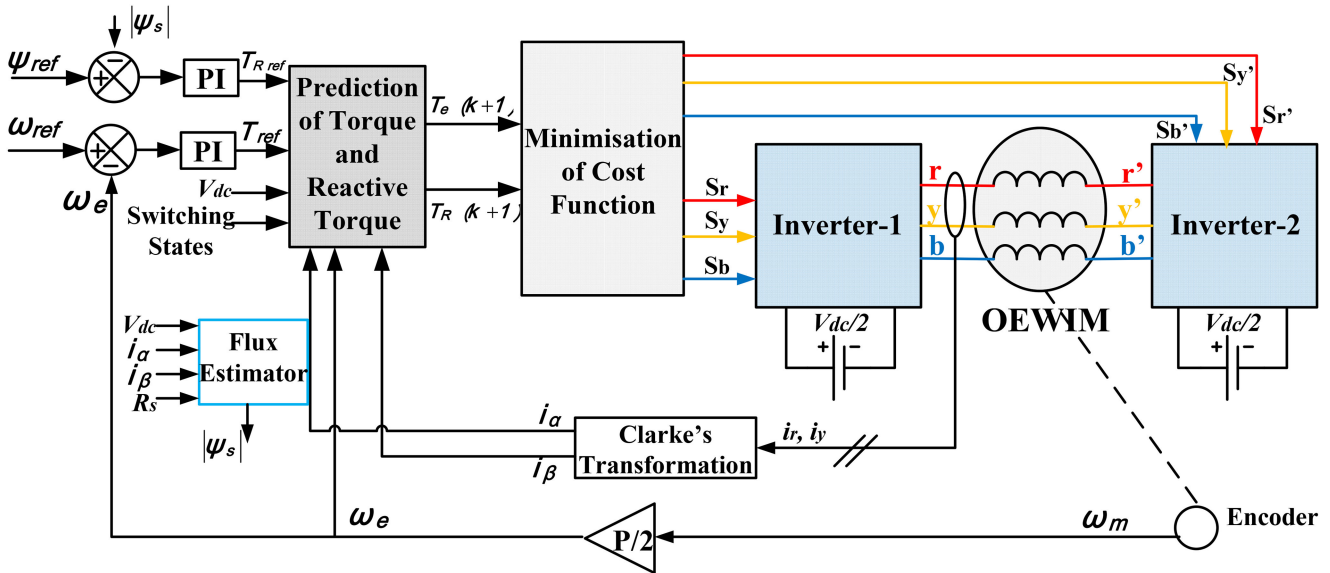 |ψs|
ψref
+
−
PI
TR ref
ωref
+
−
PI
Tref
ωe
Vdc
Switching
States
Prediction
of Torque
and
Reactive
Torque
Te (k+1)
TR (k+1)
Minimisation
of Cost
Function
Sr
Sy
Sb
Sy'
Sr'
Sb'
Inverter-1
r
y
b
r'
y'
b'
Inverter-2
Vdc/2
+ −
OEWIM
Vdc/2
+ −
Vdc
iα
iβ
Rs
Flux
Estimator
|ψs|
iα
iβ
Clarke's
Transformation
ir, iy
ωe
P/2
ωm
Encoder